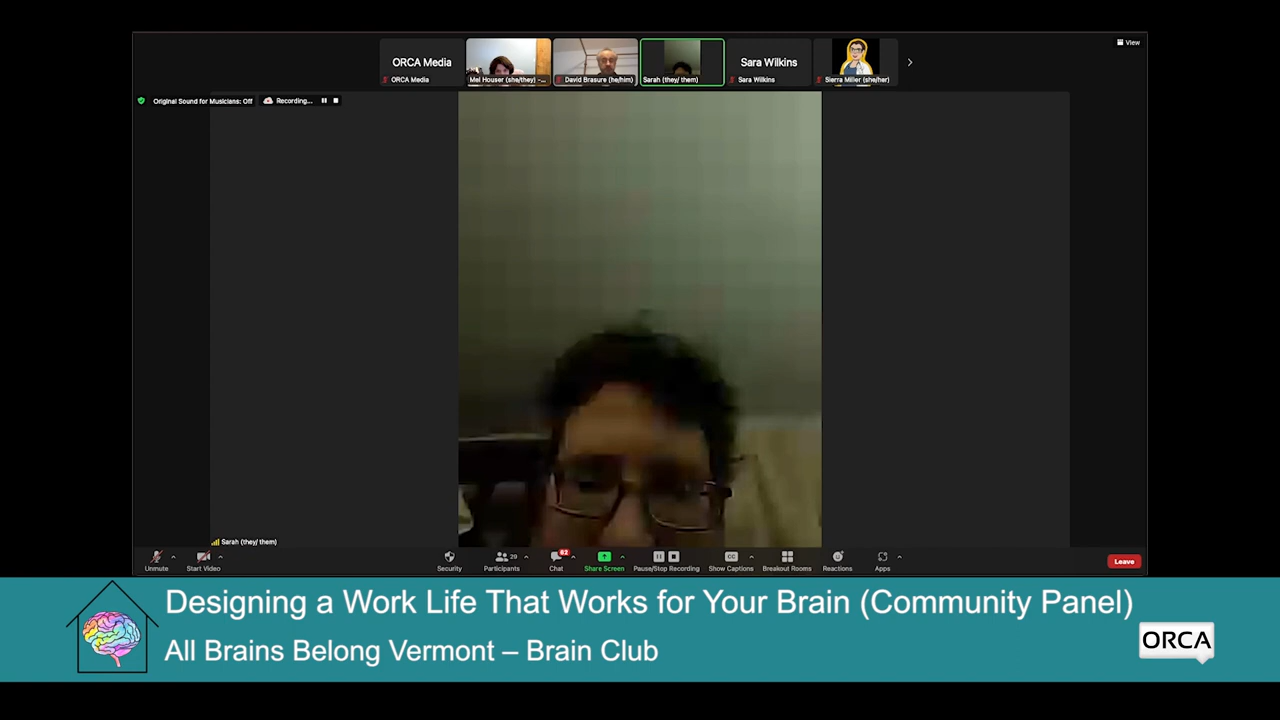 View
ORCA Media
Sara Wilkins
ORCA Media
Mel Houser (she/they) -...
David Brasure (he/him)
Sarah (they/ them)
Sara Wilkins
Sierra Miller (she/her)
Original Sound for Musicians: Off
Recording...
Sarah (they/ them)
Unmute
Start Video
Security
Participants
29
Chat
82
Share Screen
Pause/Stop Recording
CC
Show Captions
Breakout Rooms
Reactions
Apps
Leave
Designing a Work Life That Works for Your Brain (Community Panel)
All Brains Belong Vermont – Brain Club
ORCA